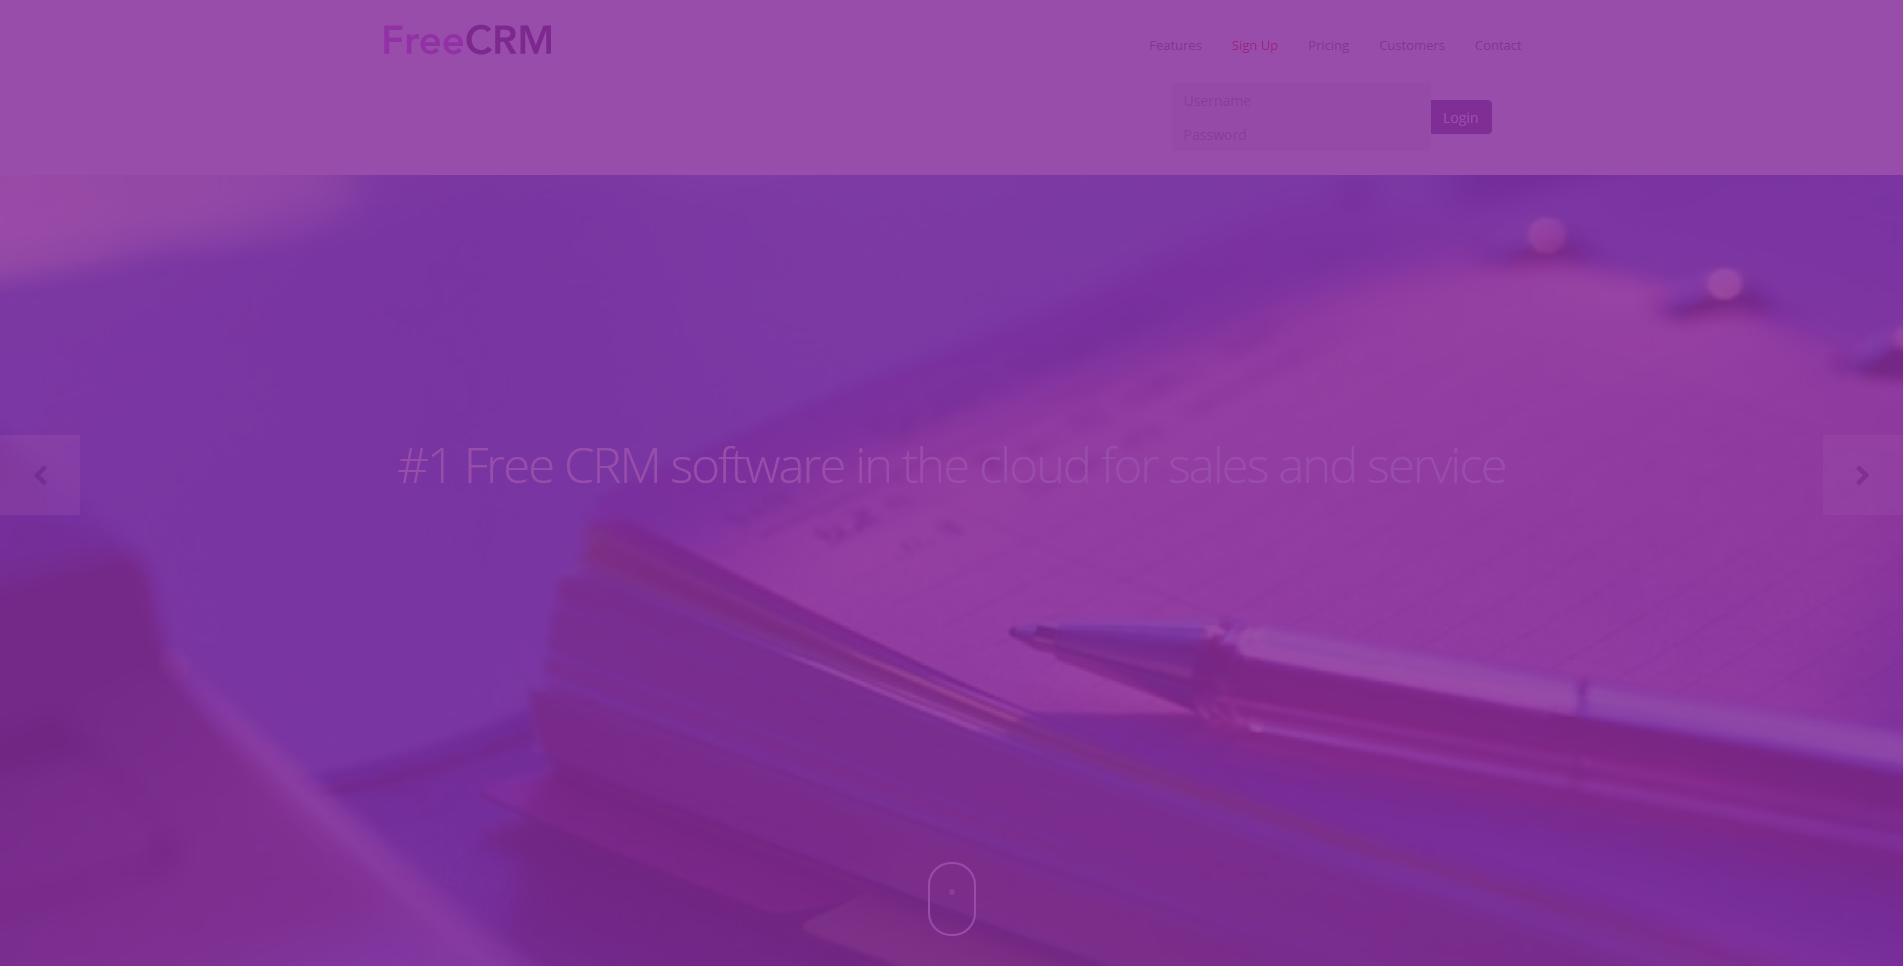 FreeCRM
Features Sign Up Pricing Customers Contact
Username
Login
Password
#1 Free CRM software in the cloud for sales and service